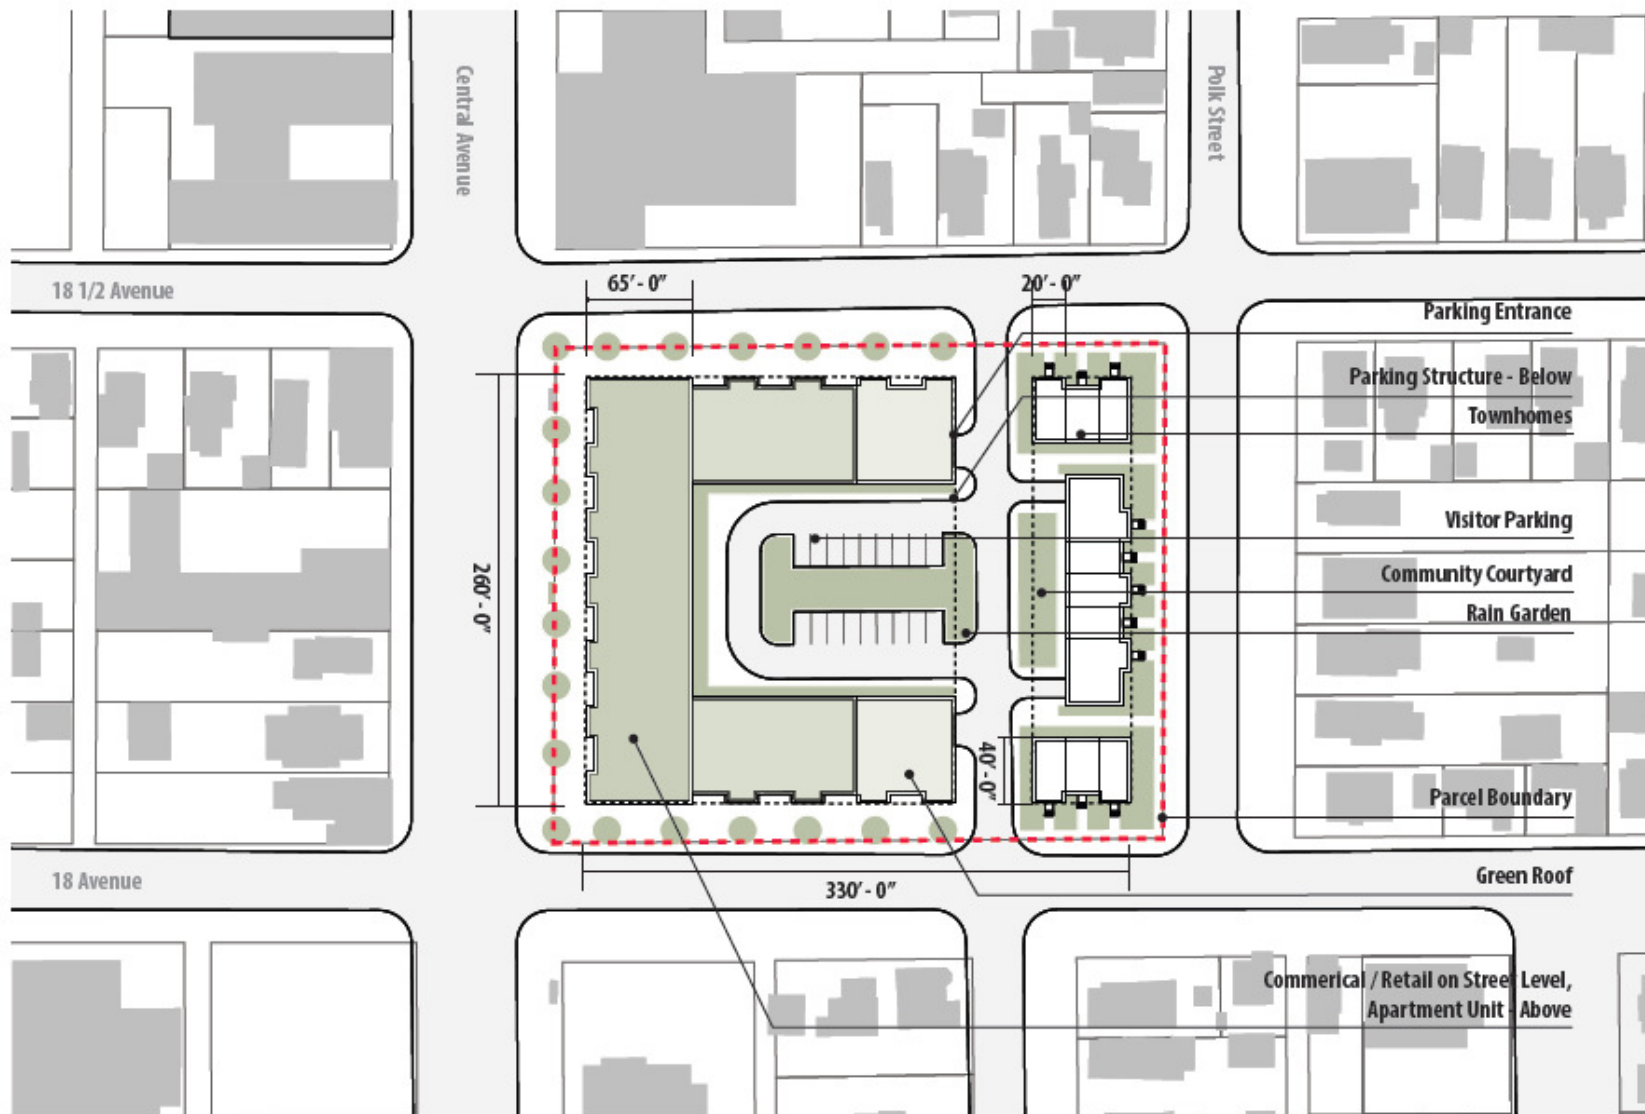 Central Avenue
Polk Street
18 1/2 Avenue
65'- 0"
20'- 0"
Parking Entrance
Parking Structure - Below
Townhomes
Visitor Parking
Community Courtyard
Rain Garden
260'- 0"
40'- 0"
Parcel Boundary
18 Avenue
330'- 0"
Green Roof
Commerical / Retail on Street Level,
Apartment Unit - Above